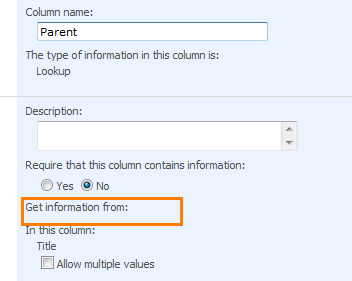 Column name:
Parent
The type of information in this column is:
Lookup
Description:
Require that this column contains information:
Yes No
Get information from:
In this column:
Title
Allow multiple values